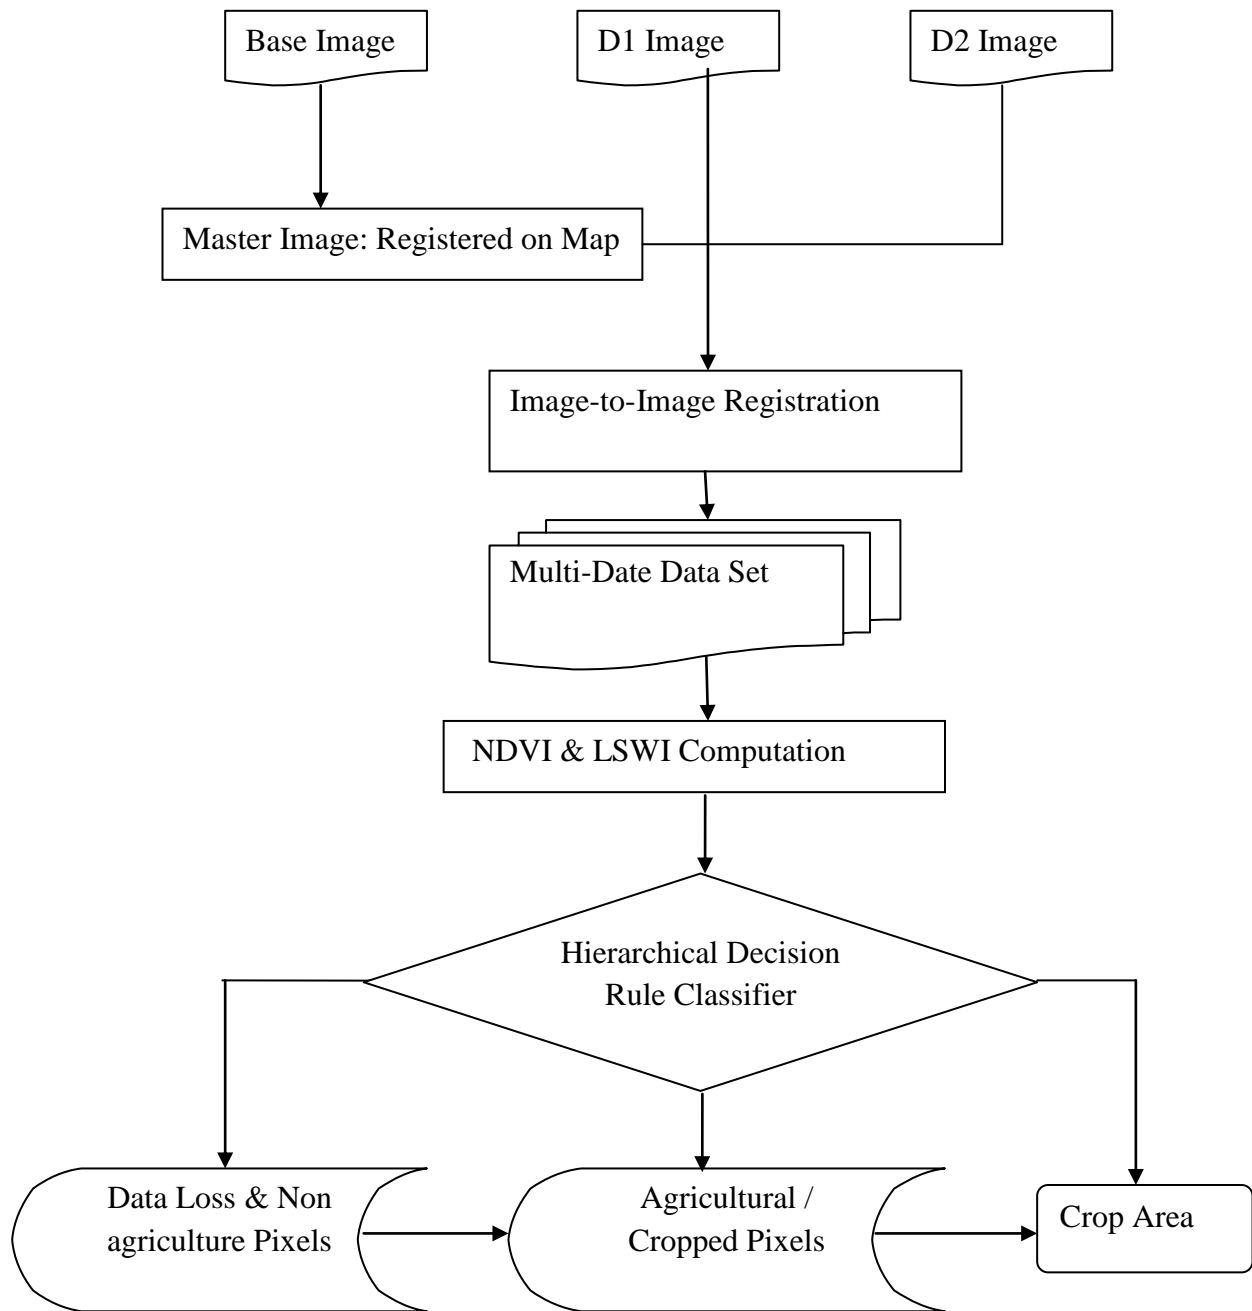 Base Image
D1 Image
D2 Image
Master Image: Registered on Map
Image-to-Image Registration
Multi-Date Data Set
NDVI & LSWI Computation
Hierarchical Decision
Rule Classifier
Data Loss & Non
agriculture Pixels
Agricultural /
Cropped Pixels
Crop Area